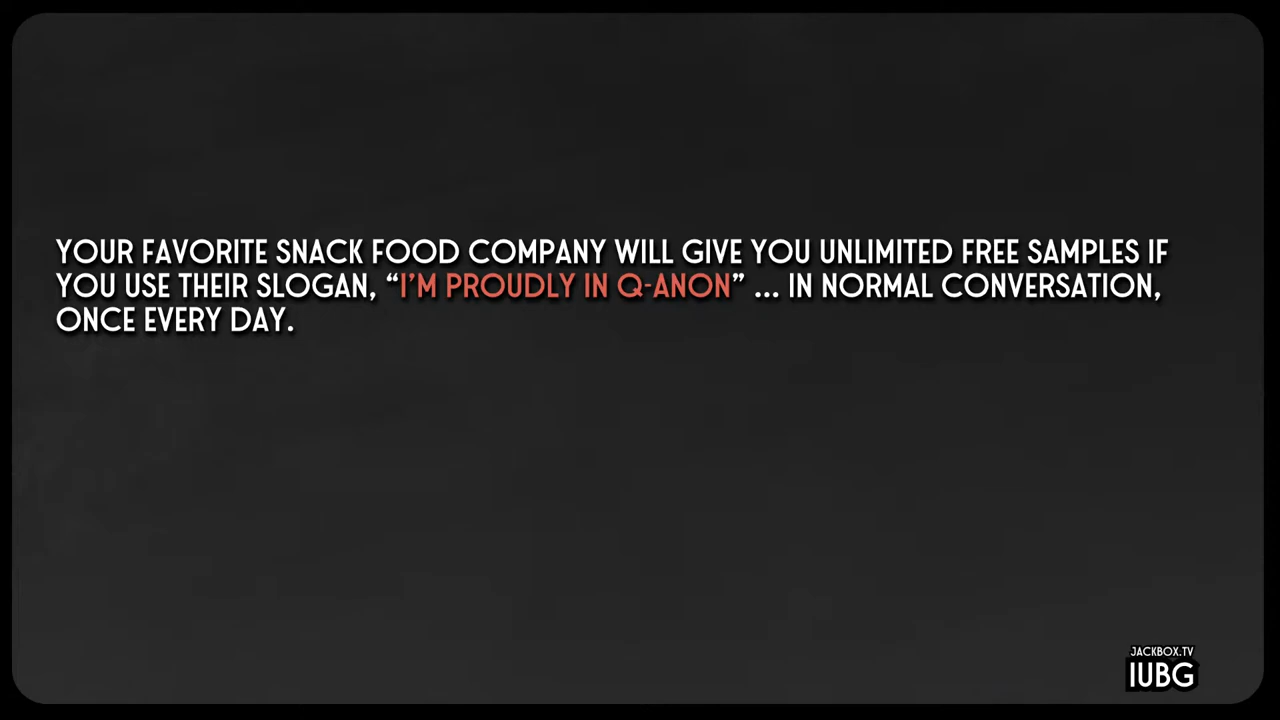 YOUR FAVORITE SNACK FOOD COMPANY WILL GIVE YOU UNLIMITED FREE SAMPLES IF
YOU USE THEIR SLOGAN, “I’M PROUDLY IN Q-ANON” ... IN NORMAL CONVERSATION,
ONCE EVERY DAY.
JACKBOX.TV
IUBG